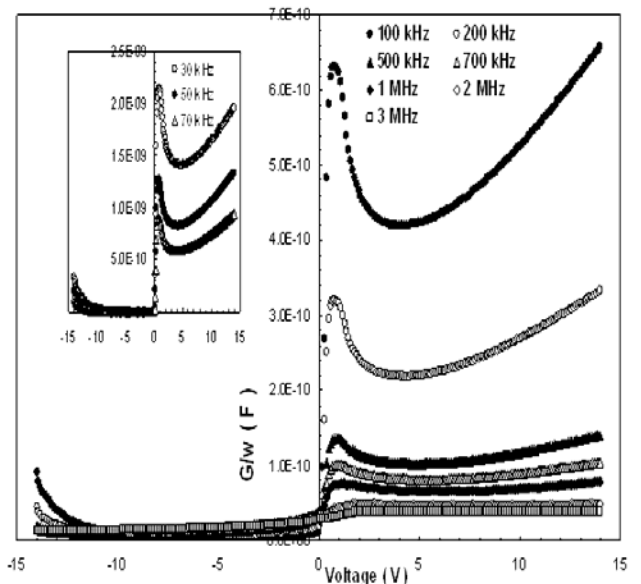 7.0E-10
100 kHz 200 kHz
500 kHz 700 kHz
1 MHz 2 MHz
3 MHz
6.0E-10
5.0E-10
4.0E-10
3.0E-10
2.0E-10
1.0E-10
G/w ( F )
2.5E-09
30 kHz
50 kHz
70 kHz
2.0E-09
1.5E-09
1.0E-09
5.0E-10
-15 -10 -5 0 5 10 15
-15 -10 -5 0 5 10 15
Voltage ( V )